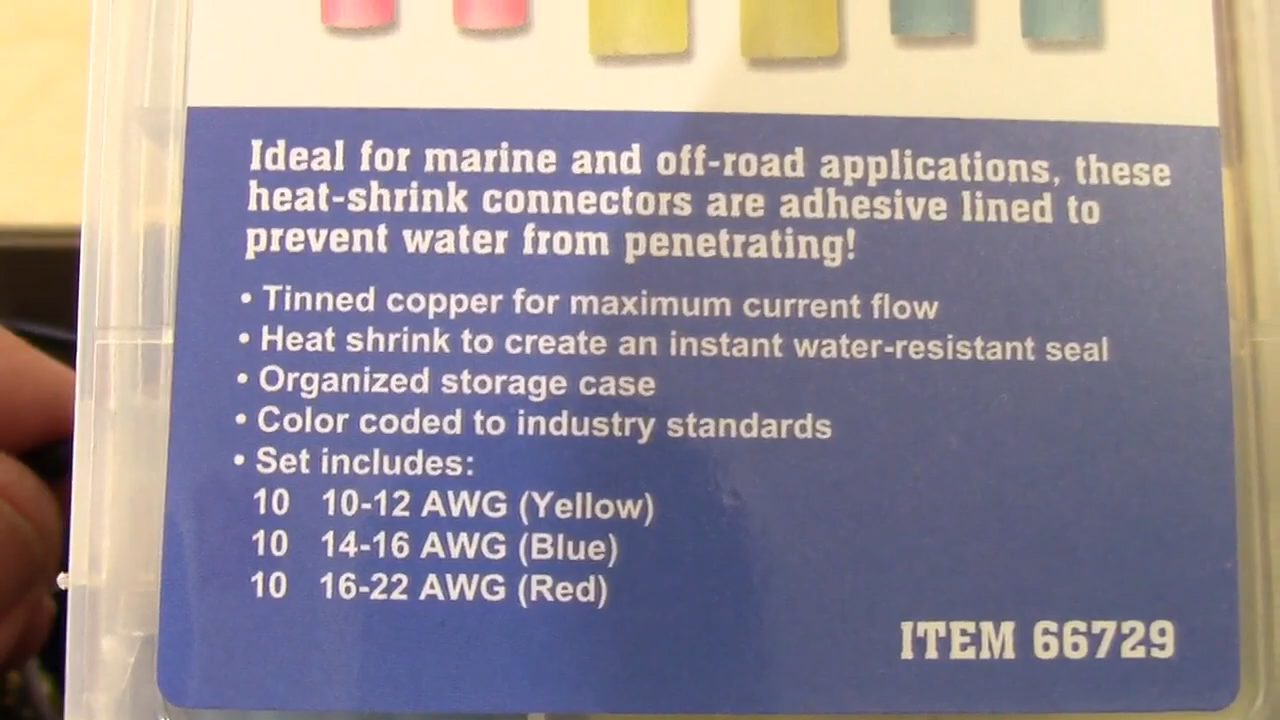 Ideal for marine and off-road applications, these
heat-shrink connectors are adhesive lined to
prevent water from penetrating!
• Tinned copper for maximum current flow
• Heat shrink to create an instant water-resistant seal
• Organized storage case
• Color coded to industry standards
• Set includes:
10 10-12 AWG (Yellow)
10 14-16 AWG (Blue)
10 16-22 AWG (Red)
ITEM 66729